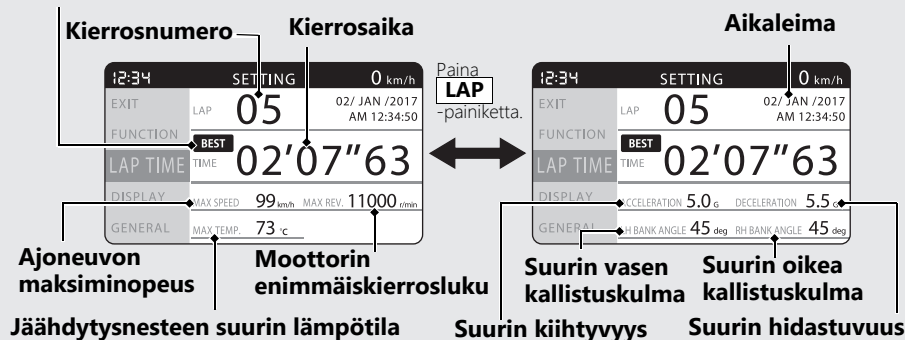 Kierrosnumero
Kierrosaika
Aikaleima
12:34 SETTING 0 km/h
EXIT
FUNCTION
LAP TIME
DISPLAY
GENERAL
LAP 05
02/ JAN /2017
AM 12:34:50
BEST
TIME 02'07"63
MAX SPEED 99 km/h MAX REV. 11000 r/min
MAX TEMP. 73 °C
Paina
LAP
-painiketta.
12:34 SETTING 0 km/h
EXIT
FUNCTION
LAP TIME
DISPLAY
GENERAL
LAP 05
02/ JAN /2017
AM 12:34:50
BEST
TIME 02'07"63
ACCELERATION 5.0 G DECELERATION 5.5 G
LH BANK ANGLE 45 deg RH BANK ANGLE 45 deg
Ajoneuvon
maksiminopeus
Moottorin
enimmäiskierrosluku
Suurin vasen
kallistuskulma
Suurin oikea
kallistuskulma
Jäähdytysnesteen suurin lämpötila
Suurin kiihtyvyys
Suurin hidastuvuus